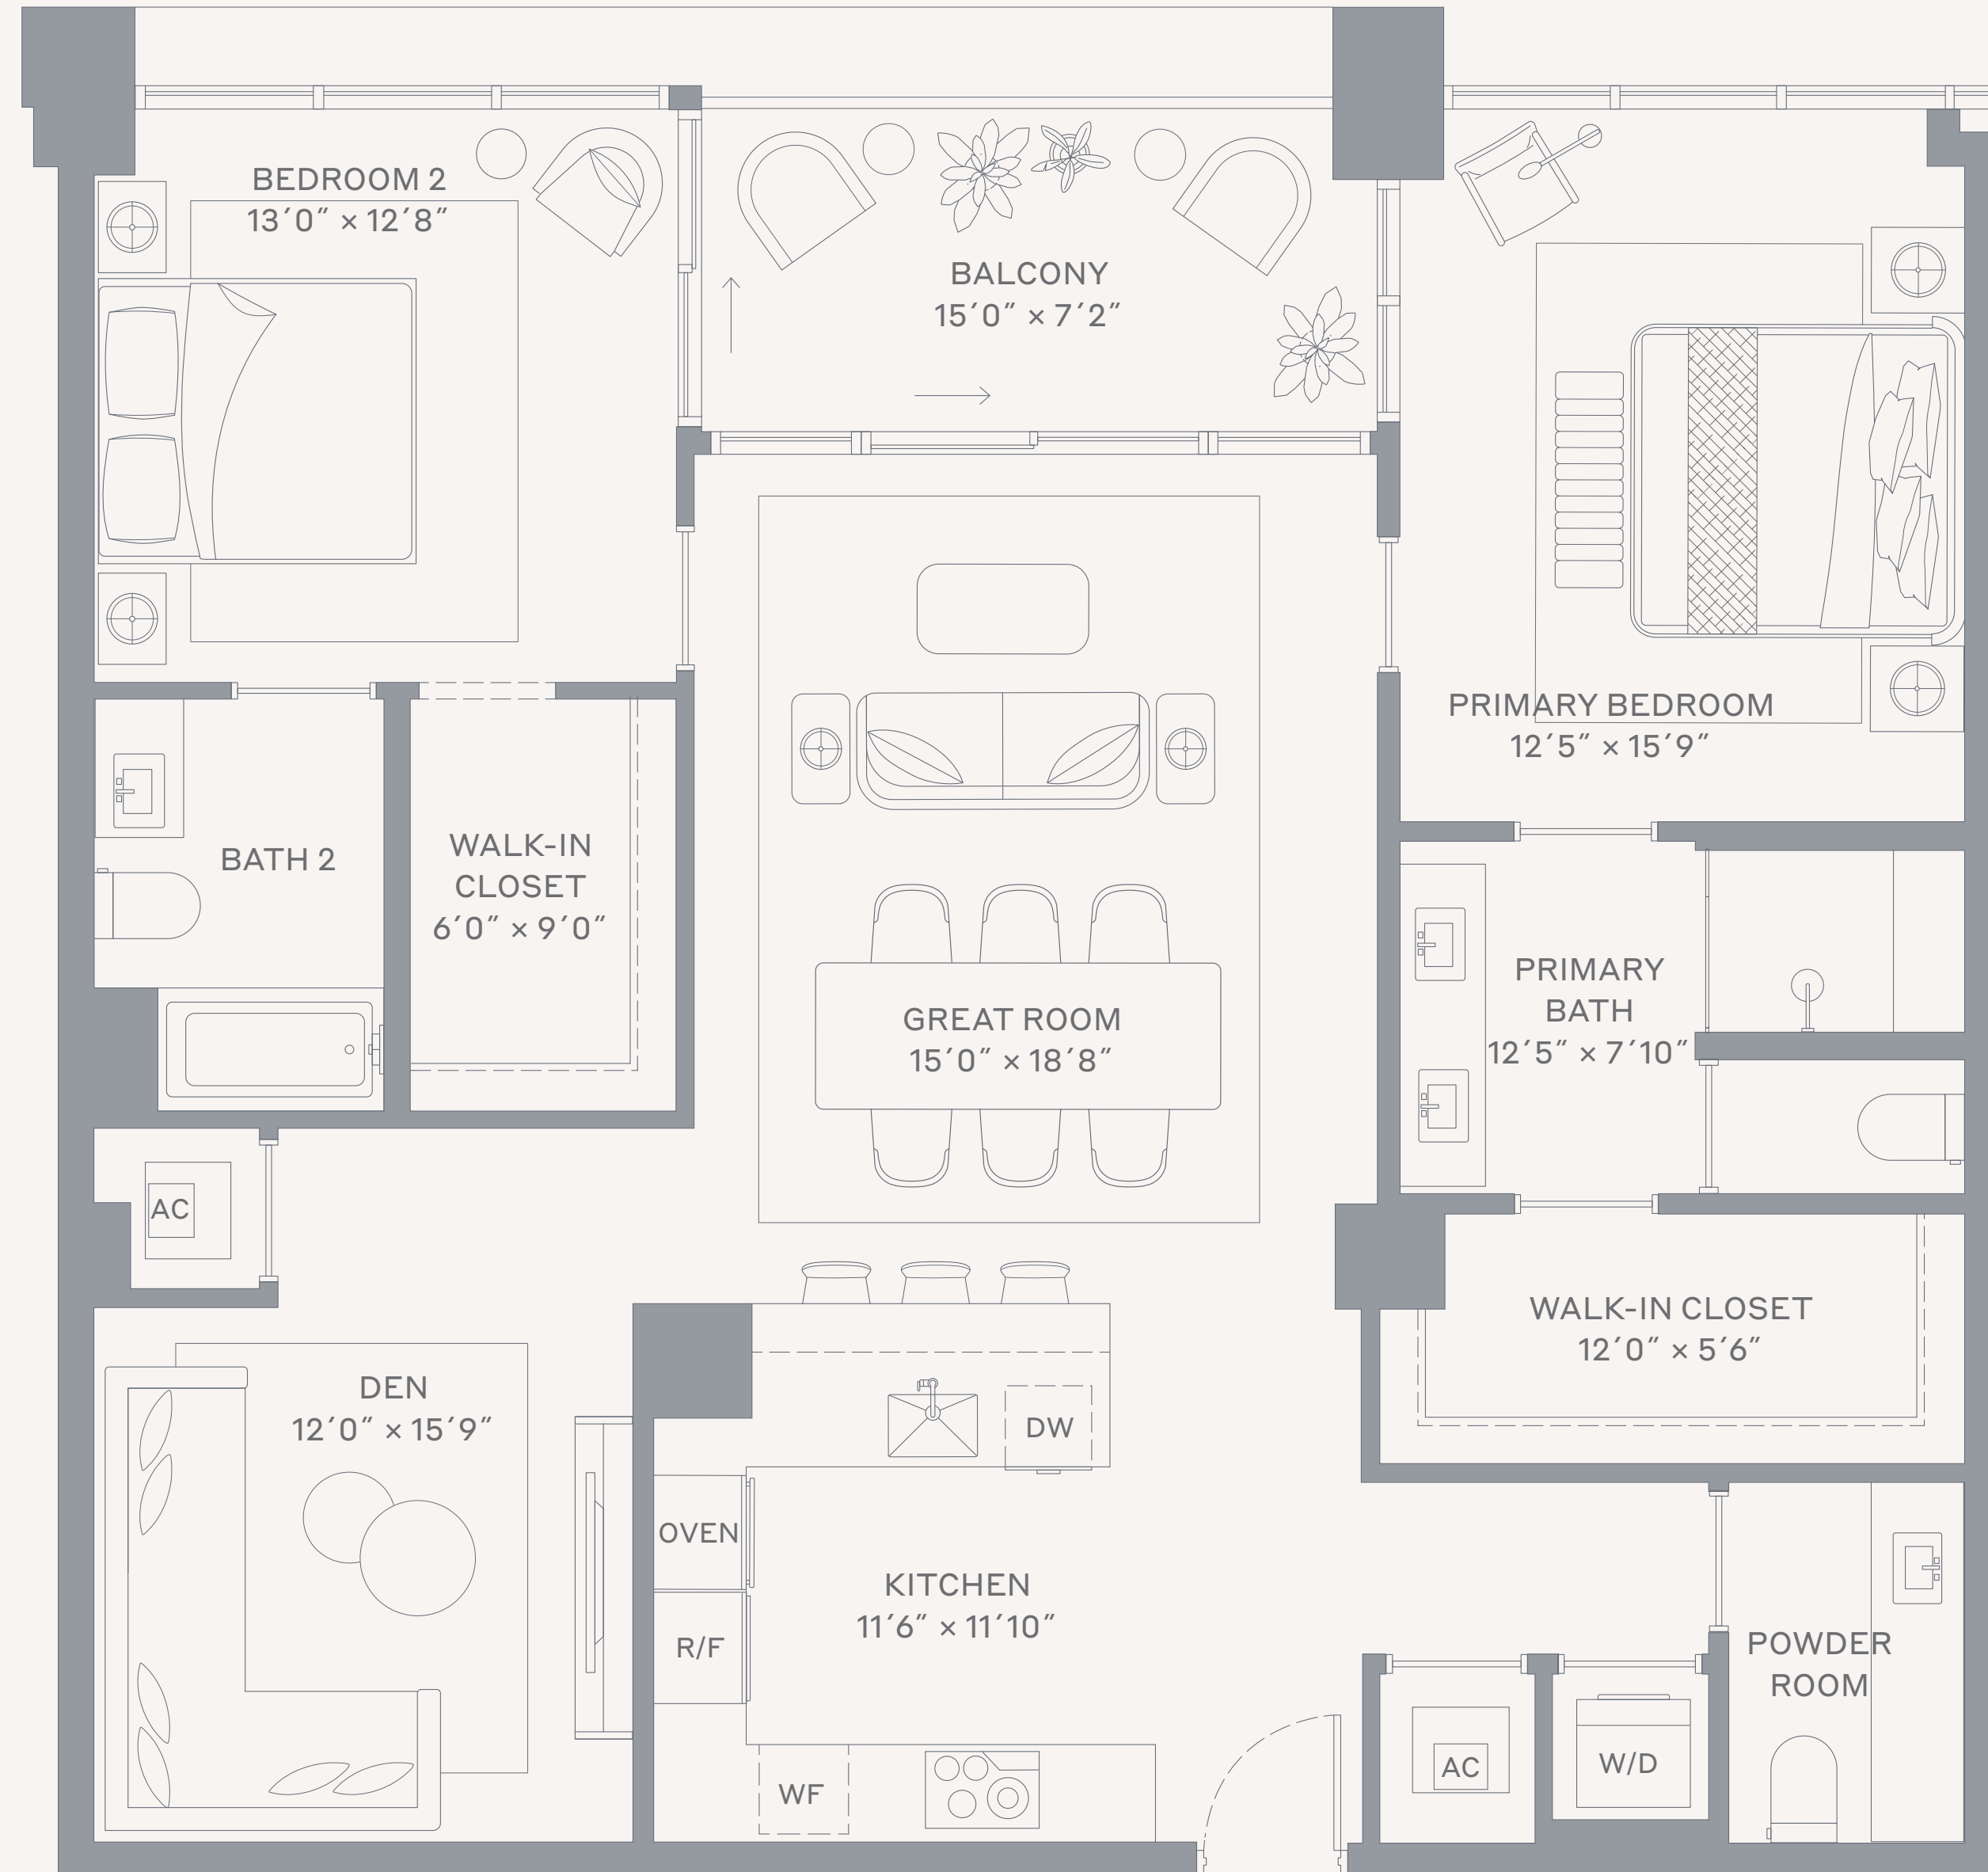 BEDROOM 2
13′0″ × 12′8″
BALCONY
15′0″ × 7′2″
PRIMARY BEDROOM
12′5″ × 15′9″
BATH 2
WALK-IN
CLOSET
6′0″ × 9′0″
GREAT ROOM
15′0″ × 18′8″
PRIMARY
BATH
12′5″ × 7′10″
AC
WALK-IN CLOSET
12′0″ × 5′6″
DEN
12′0″ × 15′9″
DW
OVEN
R/F
KITCHEN
11′6″ × 11′10″
WF
POWDER
ROOM
AC
W/D